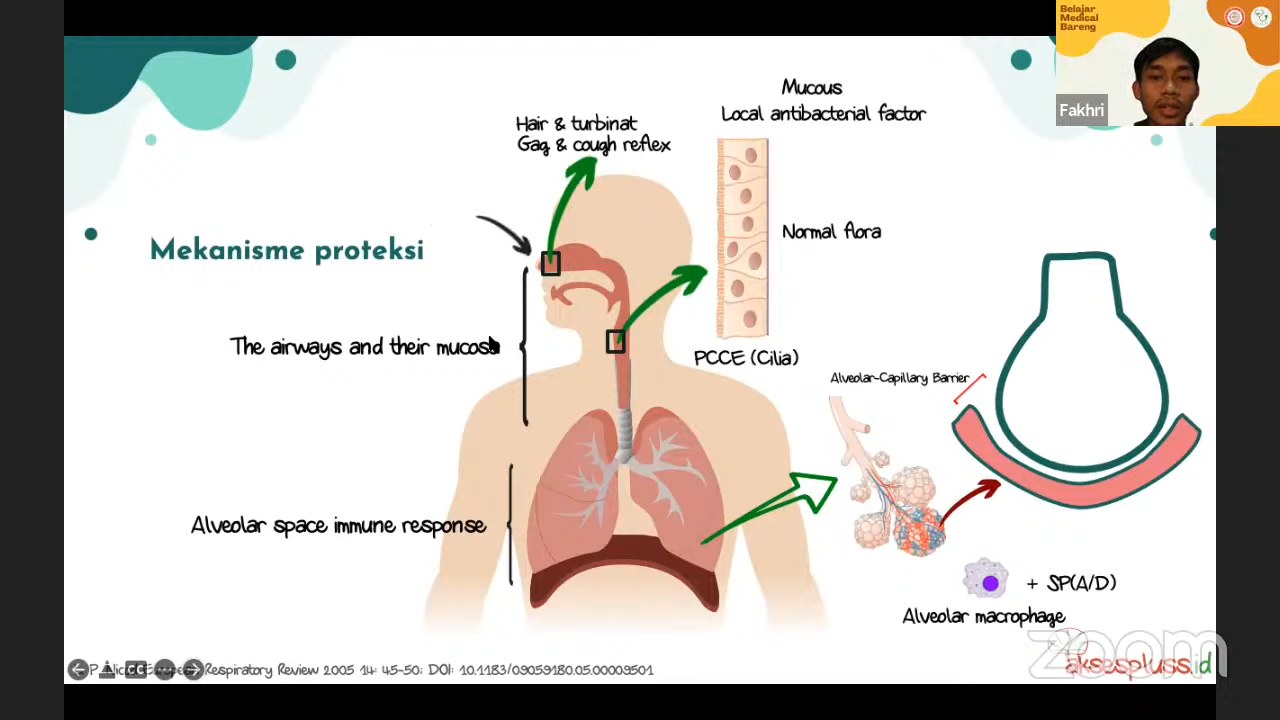 Belajar
Medical
Bareng
Fakhri
Mucous
Local antibacterial factor
Hair & turbinat
Gag & cough reflex
Normal flora
Mekanisme proteksi
The airways and their mucosa
PCCE (Cilia)
Alveolar-Capillary Barrier
Alveolar space immune response
+ SP(A/D)
Alveolar macrophage
zoom
aksespluss.id
Respiratory Review 2005 14: 45-50; DOI: 10.1183/09059180.05.00009501